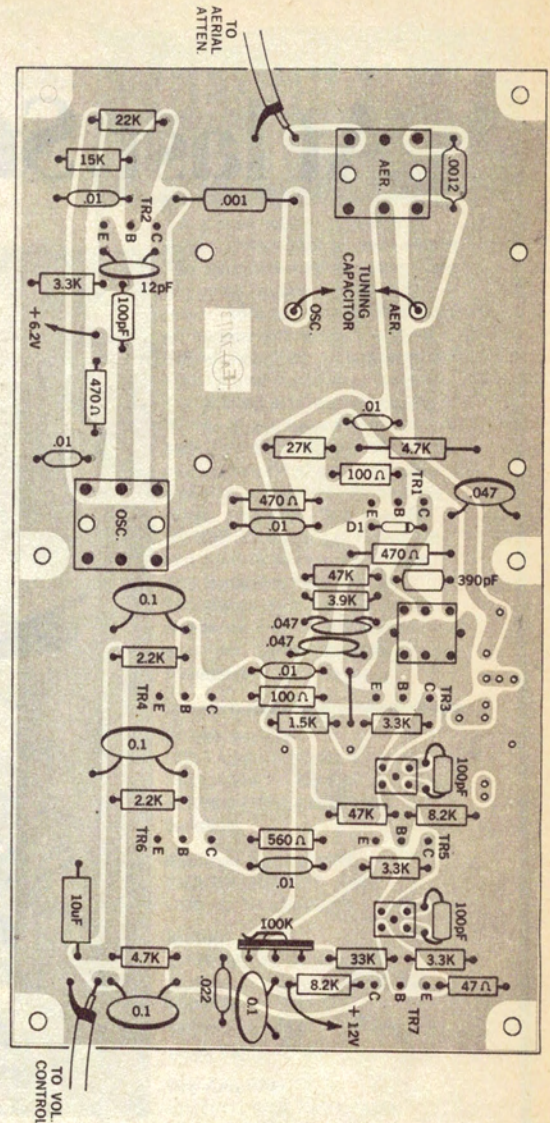 TO
AERIAL
ATTEN.
22K
15K
.01
TR2
E
B
C
.001
AER.
.0012
3.3K
12pF
100pF
+ 6.2V
470Ω
.01
TUNING
CAPACITOR
OSC.
AER.
OSC.
.01
27K
4.7K
100Ω
TR1
E
B
C
.047
470Ω
.01
D1
470Ω
47K
390pF
3.9K
.047
.047
0.1
2.2K
TR4
E
B
C
.01
100Ω
1.5K
E
B
C
TR3
3.3K
0.1
2.2K
TR6
E
B
C
100pF
47K
8.2K
560Ω
.01
E
B
C
TR5
3.3K
10uF
4.7K
0.1
100K
.022
0.1
8.2K
+ 12V
100pF
33K
3.3K
C
B
E
TR7
47Ω
TO VOL.
CONTROL